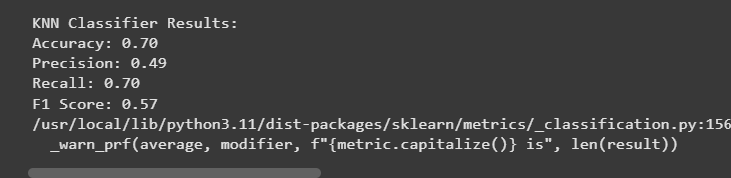 KNN Classifier Results:
Accuracy: 0.70
Precision: 0.49
Recall: 0.70
F1 Score: 0.57
/usr/local/lib/python3.11/dist-packages/sklearn/metrics/_classification.py:156
_warn_prf(average, modifier, f"{metric.capitalize()} is", len(result))